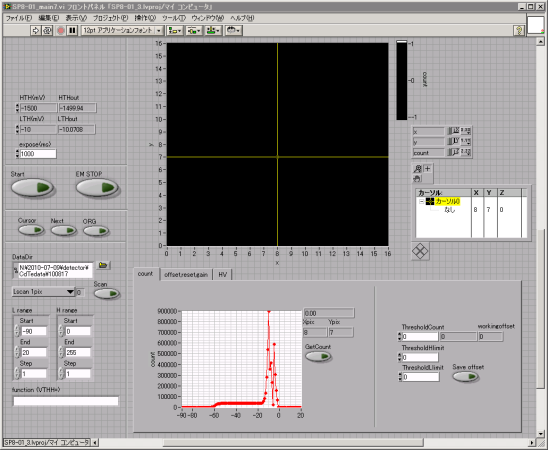 SP8-01_main7.vi フロントパネル 「SP8-01_3.lvproj/マイ コンピュータ」
ファイル(F) 編集(E) 表示(V) プロジェクト(P) 操作(O) ツール(T) ウィンドウ(W) ヘルプ(H)
12pt アプリケーションフォント
HTH(mV) HTHout
-1500 -1499.94
LTH(mV) LTHout
-10 -10.0708
expose(ms)
1000
Start EM STOP
Cursor Next ORG
DataDir
N:¥2010-07-09¥detector¥
CdTedata¥100817
1scan 1pix 0
Scan
L range H range
Start Start
-90 0
End End
20 255
Step Step
1 1
function (VTHH=)
16
15
14
13
12
11
10
9
8
7
6
5
4
3
2
1
0
y
0 1 2 3 4 5 6 7 8 9 10 11 12 13 14 15 16
x
1
0
-1
count
x
y
count
カーソル: X Y Z
カーソル0
なし 8 7 0
count offset,reset,gain HV
900000
800000
700000
600000
500000
400000
300000
200000
100000
0
count
-90 -80 -60 -40 -20 0 20
0.00
Xpix Ypix
8 7
GetCount
ThresholdCount workingoffset
0 0 0
ThresholdHlimit
0
ThresholdLlimit
0
Save offset
SP8-01_3.lvproj/マイ コンピュータ